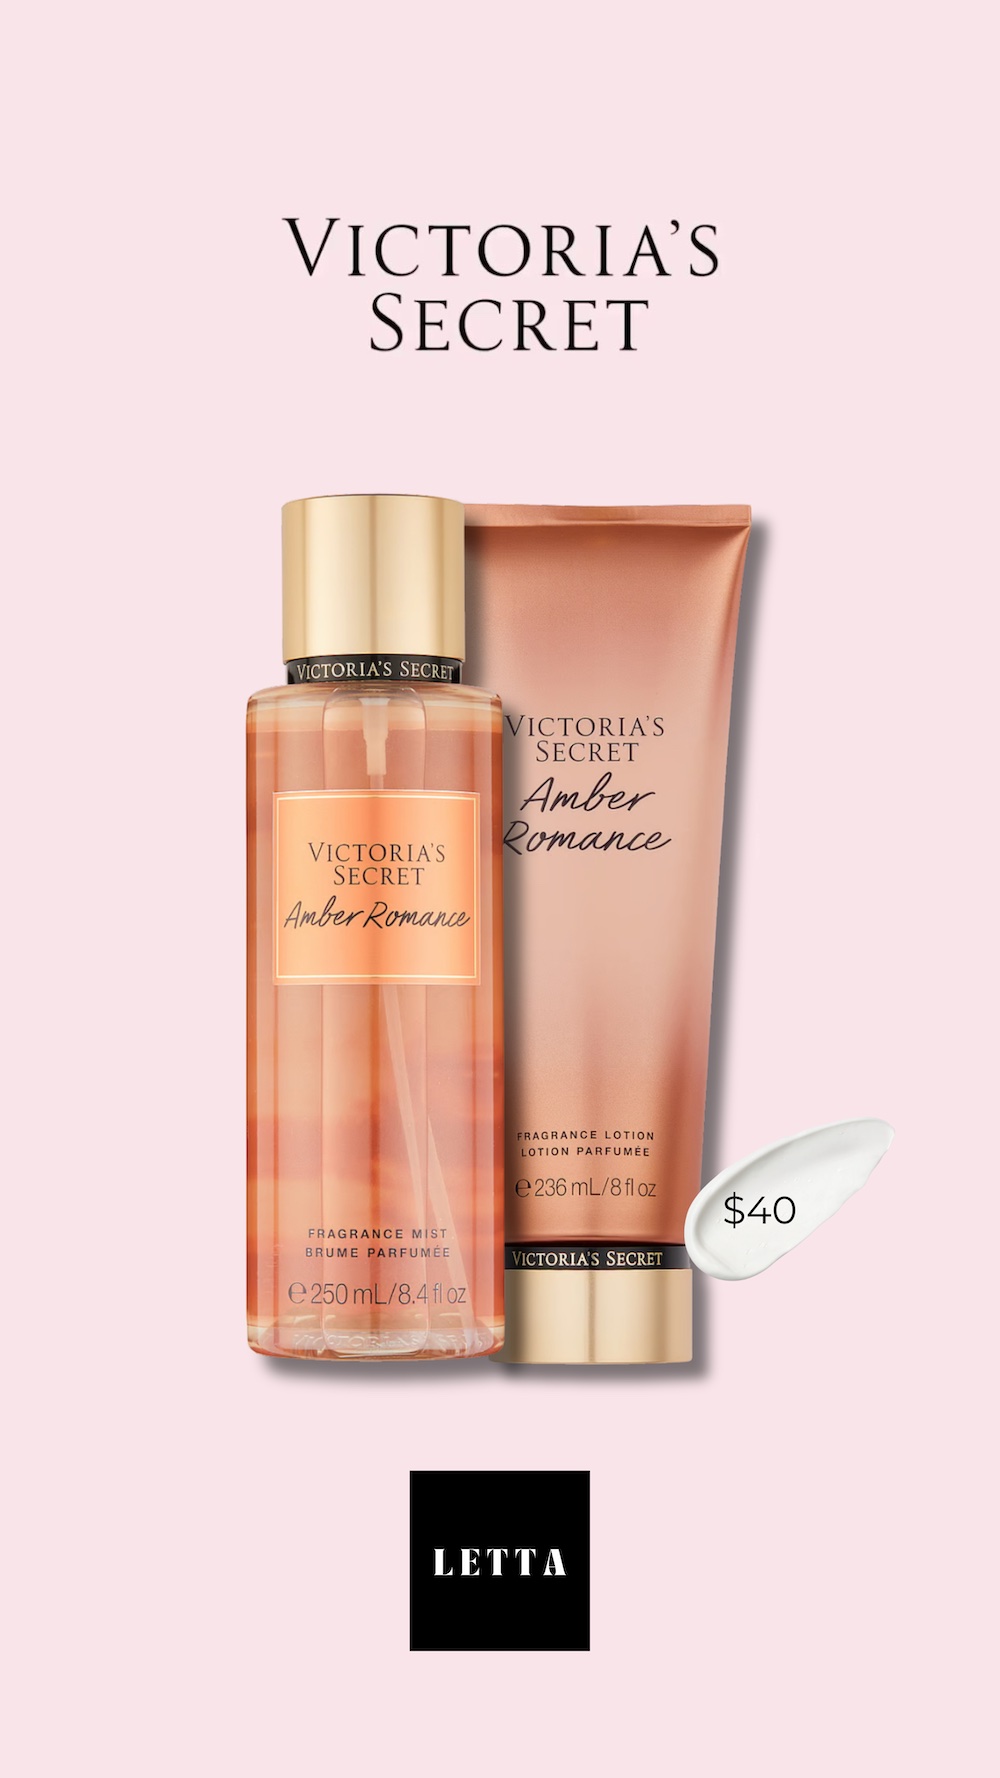 VICTORIA'S
SECRET
VICTORIA'S SECRET
VICTORIA'S
SECRET
Amber Romance
FRAGRANCE MIST
BRUME PARFUMÉE
℮ 250 mL/8.4 fl oz
VICTORIA'S
SECRET
Amber
Romance
FRAGRANCE LOTION
LOTION PARFUMÉE
℮ 236 mL/8 fl oz
VICTORIA'S SECRET
$40
LETTA